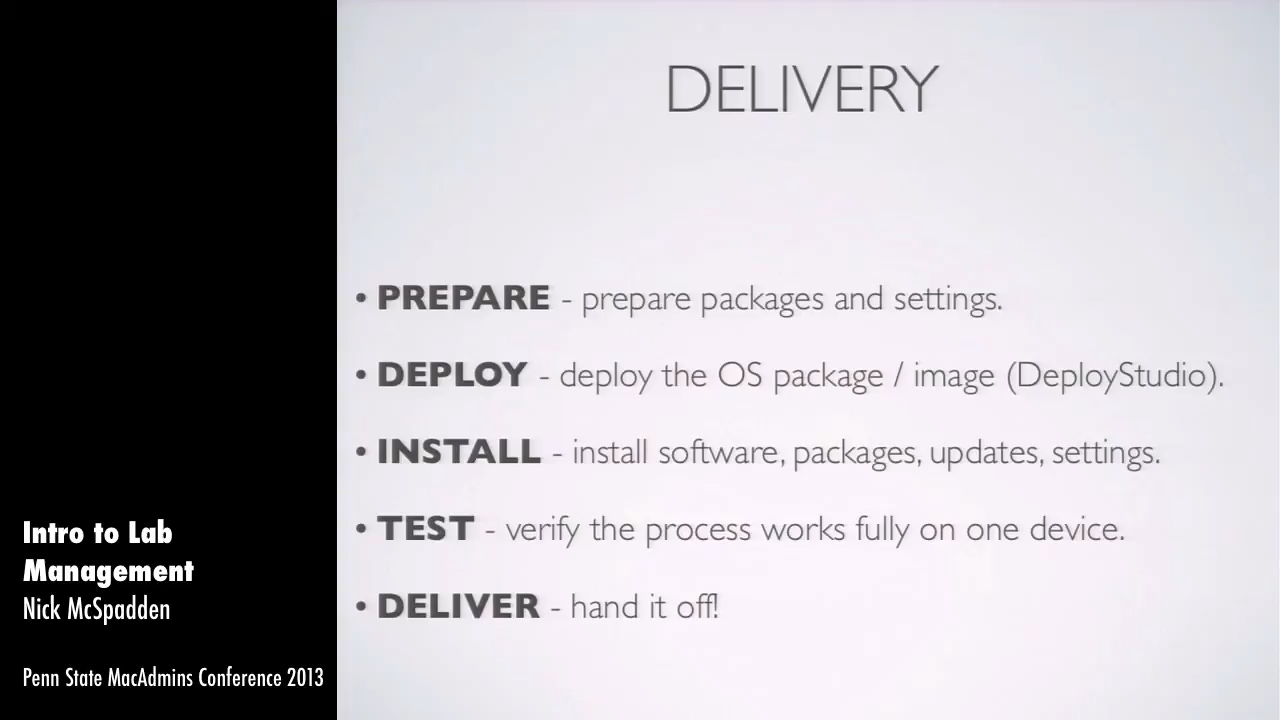 DELIVERY
• PREPARE - prepare packages and settings.
• DEPLOY - deploy the OS package / image (DeployStudio).
• INSTALL - install software, packages, updates, settings.
• TEST - verify the process works fully on one device.
• DELIVER - hand it off!
Intro to Lab
Management
Nick McSpadden
Penn State MacAdmins Conference 2013